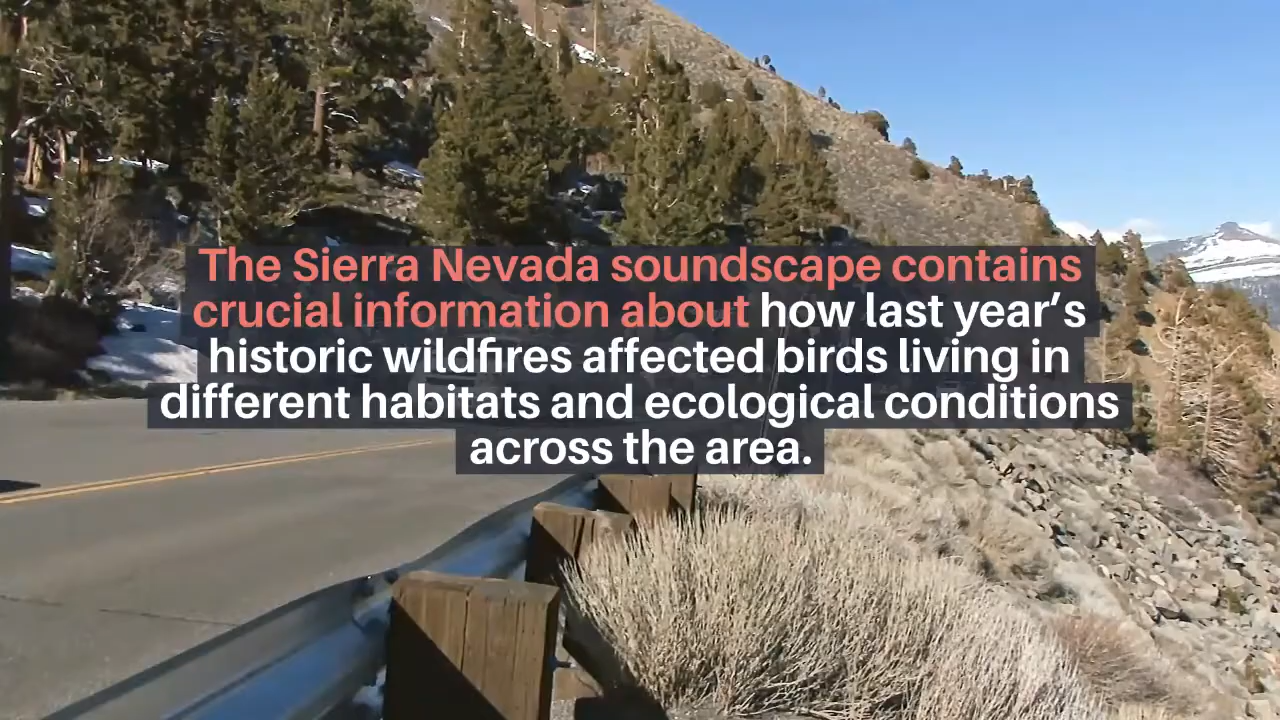 The Sierra Nevada soundscape contains
crucial information about how last year’s
historic wildfires affected birds living in
different habitats and ecological conditions
across the area.